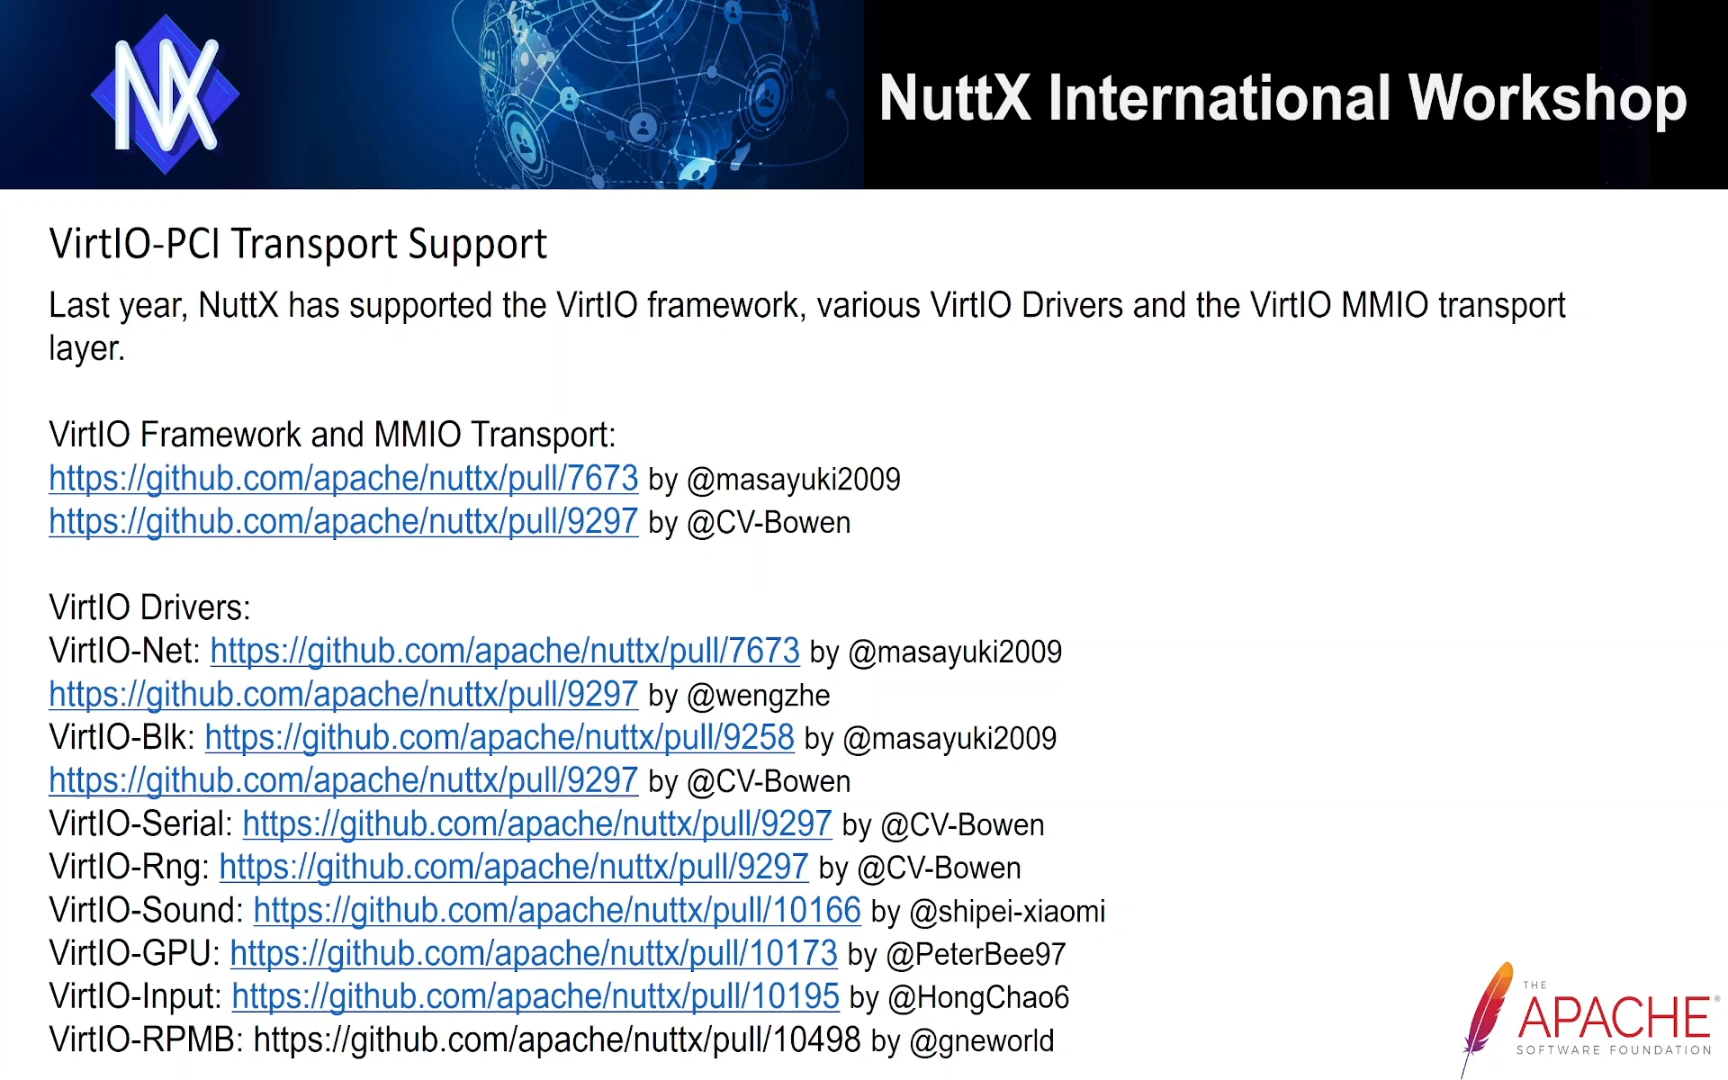 NX
NuttX International Workshop
VirtIO-PCI Transport Support
Last year, NuttX has supported the VirtIO framework, various VirtIO Drivers and the VirtIO MMIO transport
layer.
VirtIO Framework and MMIO Transport:
https://github.com/apache/nuttx/pull/7673 by @masayuki2009
https://github.com/apache/nuttx/pull/9297 by @CV-Bowen
VirtIO Drivers:
VirtIO-Net: https://github.com/apache/nuttx/pull/7673 by @masayuki2009
https://github.com/apache/nuttx/pull/9297 by @wengzhe
VirtIO-Blk: https://github.com/apache/nuttx/pull/9258 by @masayuki2009
https://github.com/apache/nuttx/pull/9297 by @CV-Bowen
VirtIO-Serial: https://github.com/apache/nuttx/pull/9297 by @CV-Bowen
VirtIO-Rng: https://github.com/apache/nuttx/pull/9297 by @CV-Bowen
VirtIO-Sound: https://github.com/apache/nuttx/pull/10166 by @shipei-xiaomi
VirtIO-GPU: https://github.com/apache/nuttx/pull/10173 by @PeterBee97
VirtIO-Input: https://github.com/apache/nuttx/pull/10195 by @HongChao6
VirtIO-RPMB: https://github.com/apache/nuttx/pull/10498 by @gneworld
THE
APACHE®
SOFTWARE FOUNDATION